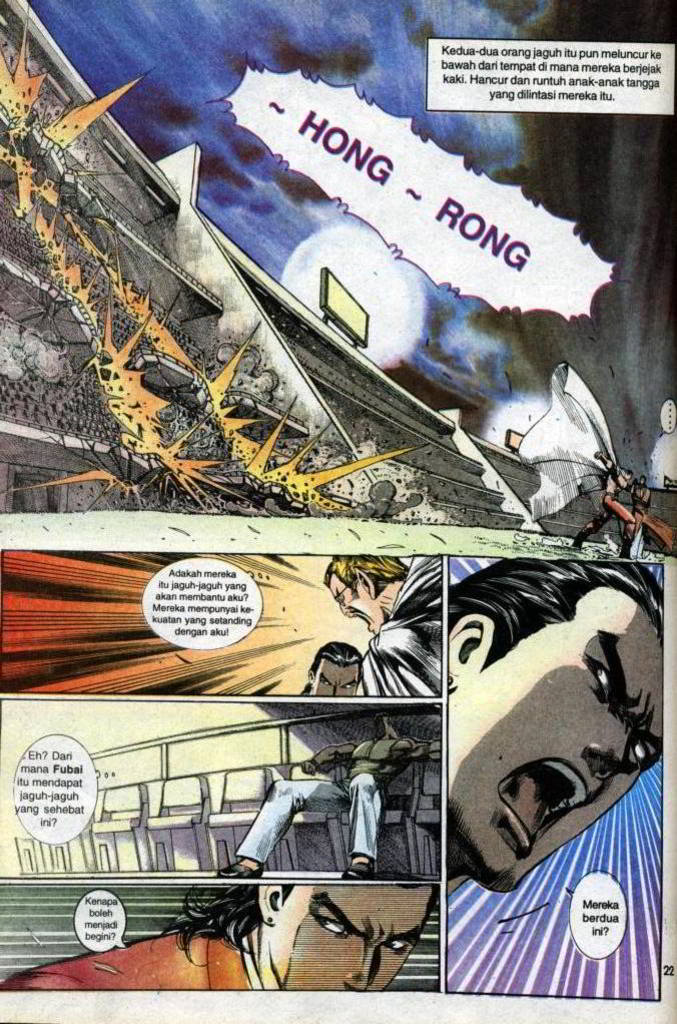 Kedua-dua orang jaguh itu pun meluncur ke
bawah dari tempat di mana mereka berjejak
kaki. Hancur dan runtuh anak-anak tangga
yang dilintasi mereka itu.
~ HONG ~ RONG
.....
Adakah mereka
itu jaguh-jaguh yang
akan membantu aku?
Mereka mempunyai ke-
kuatan yang setanding
dengan aku!
Eh? Dari
mana Fubai
itu mendapat
jaguh-jaguh
yang sehebat
ini?
Kenapa
boleh
menjadi
begini?
Mereka
berdua
ini?
22